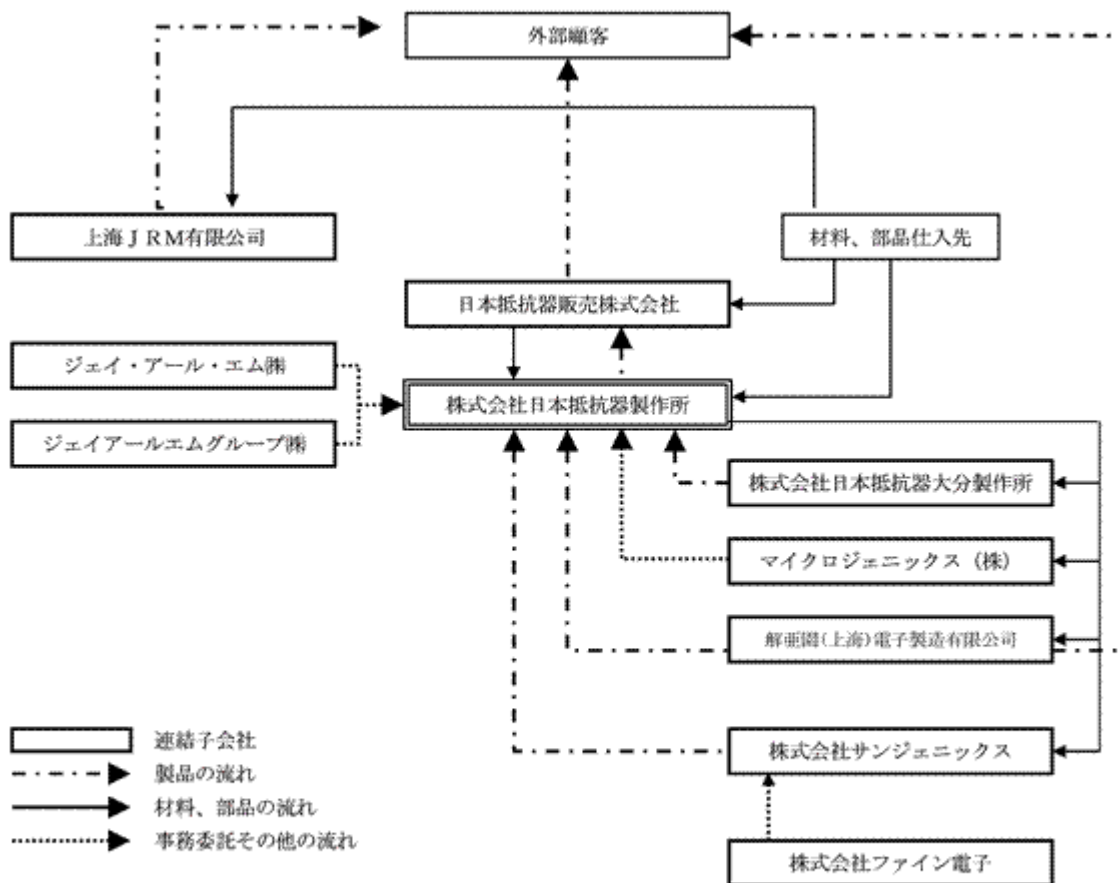 外部顧客
上海ＪＲＭ有限公司
材料、部品仕入先
日本抵抗器販売株式会社
ジェイ・アール・エム㈱
株式会社日本抵抗器製作所
ジェイアールエムグループ㈱
株式会社日本抵抗器大分製作所
マイクロジェニックス（株）
解亜園(上海)電子製造有限公司
株式会社サンジェニックス
株式会社ファイン電子
連結子会社
製品の流れ
材料、部品の流れ
事務委託その他の流れ